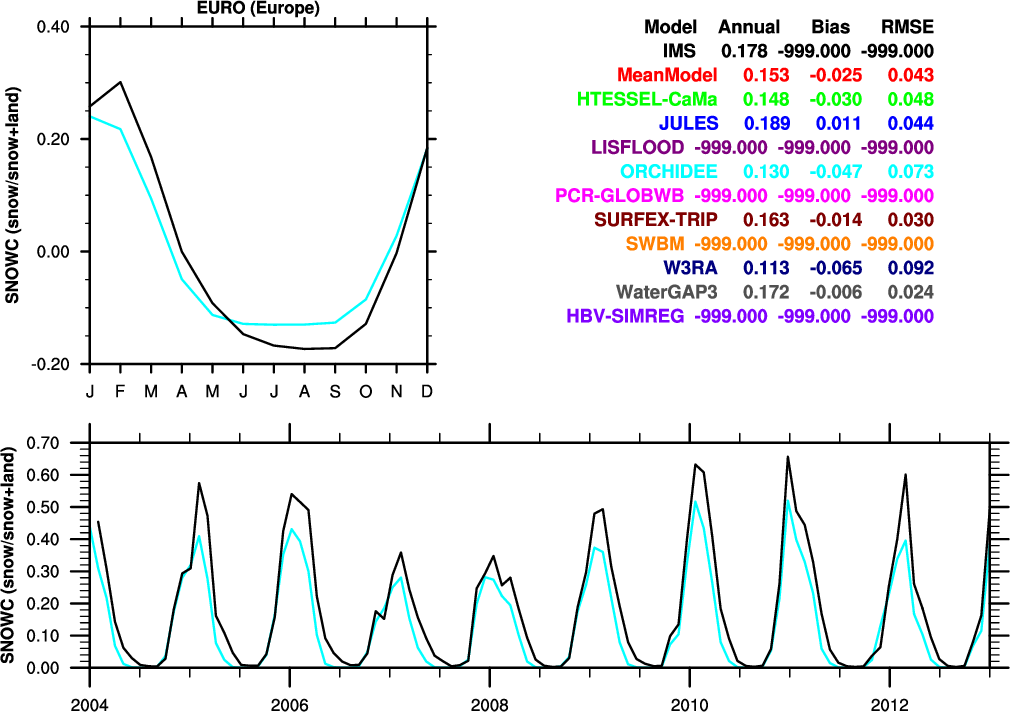 EURO (Europe)
SNOWC (snow/snow+land)
0.40
0.20
0.00
-0.20
J F M A M J J A S O N D
Model Annual Bias RMSE
IMS 0.178 -999.000 -999.000
MeanModel 0.153 -0.025 0.043
HTESSEL-CaMa 0.148 -0.030 0.048
JULES 0.189 0.011 0.044
LISFLOOD -999.000 -999.000 -999.000
ORCHIDEE 0.130 -0.047 0.073
PCR-GLOBWB -999.000 -999.000 -999.000
SURFEX-TRIP 0.163 -0.014 0.030
SWBM -999.000 -999.000 -999.000
W3RA 0.113 -0.065 0.092
WaterGAP3 0.172 -0.006 0.024
HBV-SIMREG -999.000 -999.000 -999.000
SNOWC (snow/snow+land)
0.70
0.60
0.50
0.40
0.30
0.20
0.10
0.00
2004 2006 2008 2010 2012